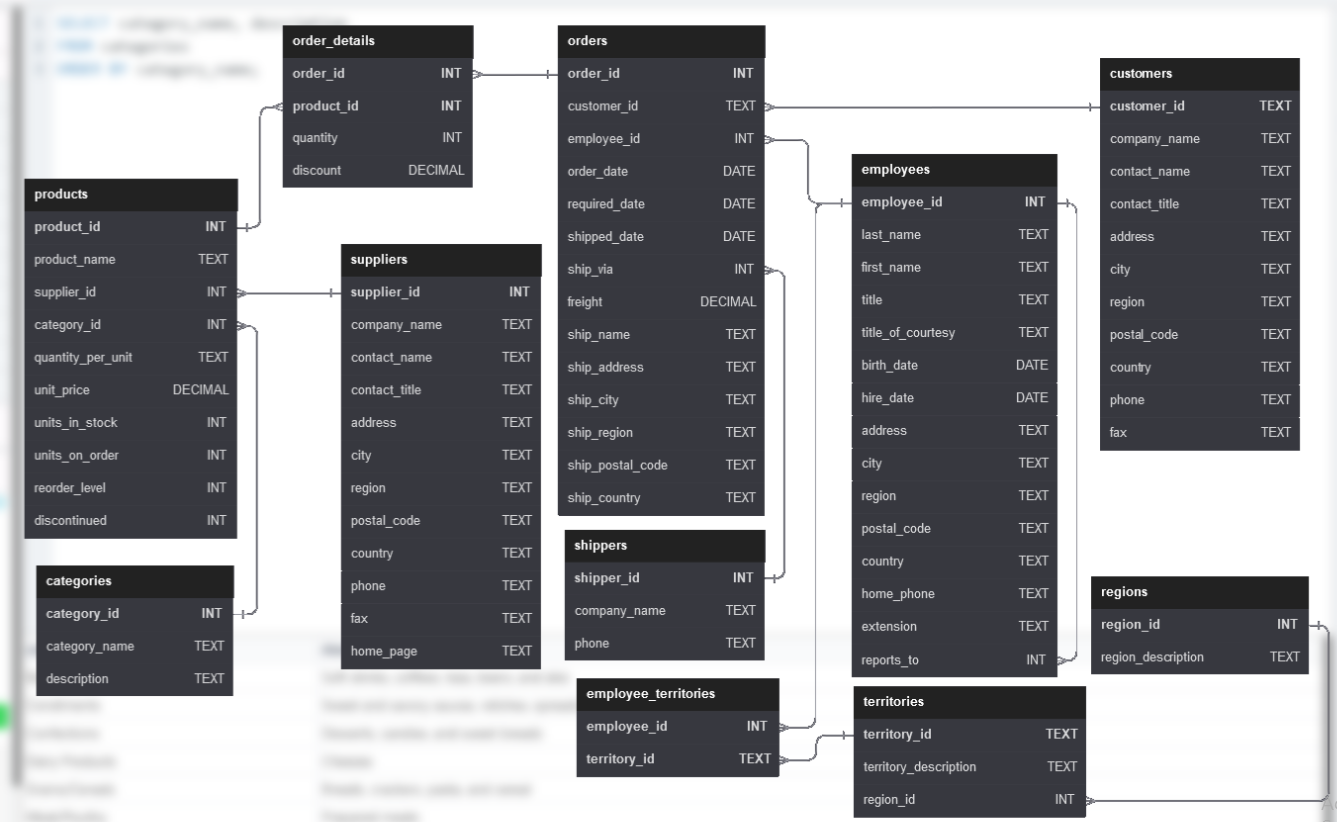 SELECT category_name, description
FROM categories
ORDER BY category_name;
order_details
order_id INT
product_id INT
quantity INT
discount DECIMAL
orders
order_id INT
customer_id TEXT
employee_id INT
order_date DATE
required_date DATE
shipped_date DATE
ship_via INT
freight DECIMAL
ship_name TEXT
ship_address TEXT
ship_city TEXT
ship_region TEXT
ship_postal_code TEXT
ship_country TEXT
customers
customer_id TEXT
company_name TEXT
contact_name TEXT
contact_title TEXT
address TEXT
city TEXT
region TEXT
postal_code TEXT
country TEXT
phone TEXT
fax TEXT
employees
employee_id INT
last_name TEXT
first_name TEXT
title TEXT
title_of_courtesy TEXT
birth_date DATE
hire_date DATE
address TEXT
city TEXT
region TEXT
postal_code TEXT
country TEXT
home_phone TEXT
extension TEXT
reports_to INT
products
product_id INT
product_name TEXT
supplier_id INT
category_id INT
quantity_per_unit TEXT
unit_price DECIMAL
units_in_stock INT
units_on_order INT
reorder_level INT
discontinued INT
suppliers
supplier_id INT
company_name TEXT
contact_name TEXT
contact_title TEXT
address TEXT
city TEXT
region TEXT
postal_code TEXT
country TEXT
phone TEXT
fax TEXT
home_page TEXT
categories
category_id INT
category_name TEXT
description TEXT
shippers
shipper_id INT
company_name TEXT
phone TEXT
regions
region_id INT
region_description TEXT
employee_territories
employee_id INT
territory_id TEXT
territories
territory_id TEXT
territory_description TEXT
region_id INT